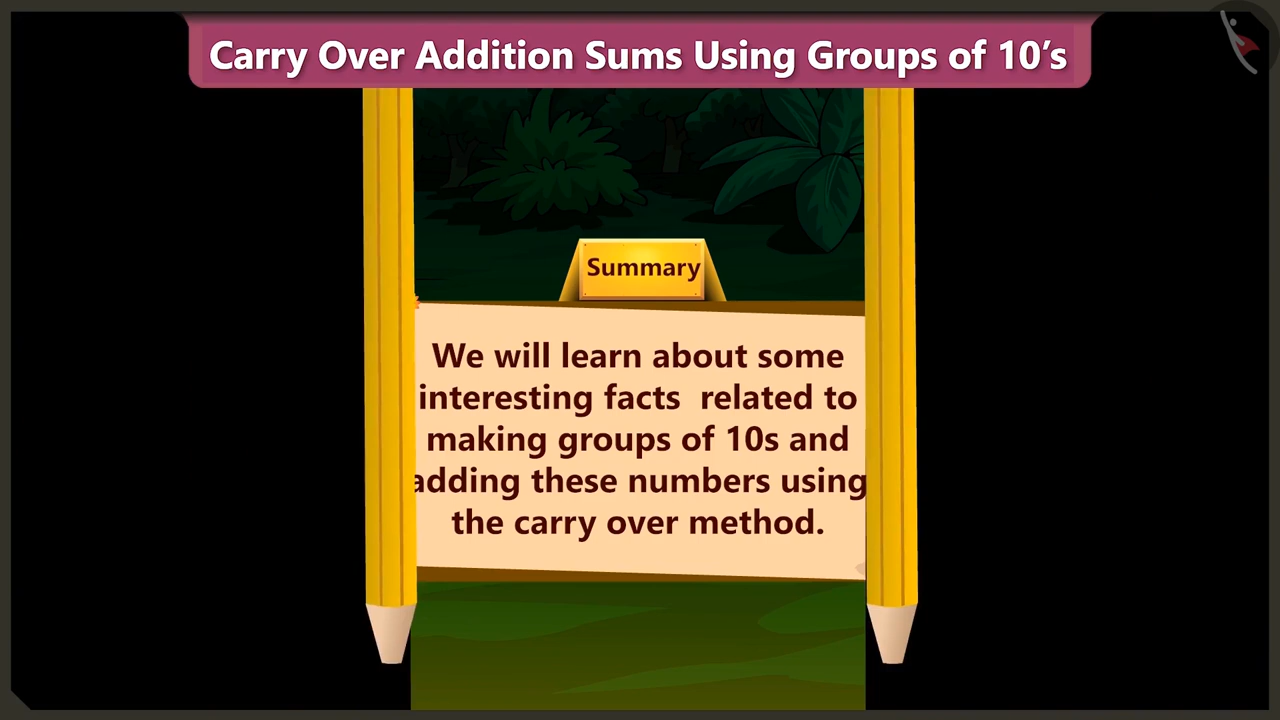 Carry Over Addition Sums Using Groups of 10’s
Summary
We will learn about some
interesting facts  related to
making groups of 10s and
adding these numbers using
the carry over method.